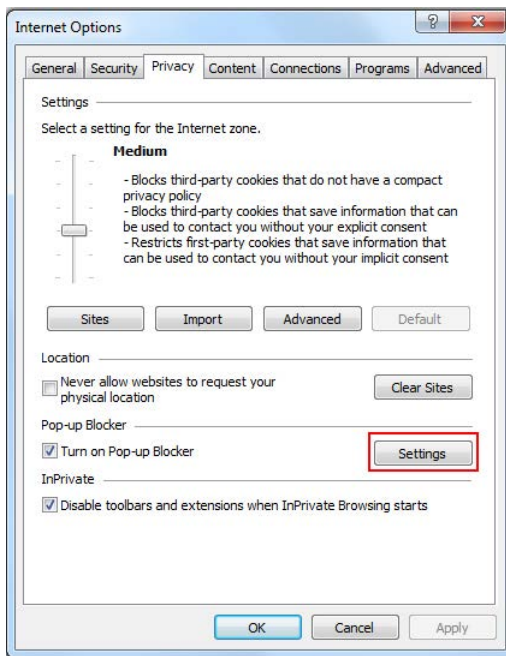 Internet Options
General Security Privacy Content Connections Programs Advanced
Settings
Select a setting for the Internet zone.
Medium
- Blocks third-party cookies that do not have a compact
privacy policy
- Blocks third-party cookies that save information that can
be used to contact you without your explicit consent
- Restricts first-party cookies that save information that
can be used to contact you without your implicit consent
Sites Import Advanced Default
Location
Never allow websites to request your
physical location
Clear Sites
Pop-up Blocker
Turn on Pop-up Blocker Settings
InPrivate
Disable toolbars and extensions when InPrivate Browsing starts
OK Cancel Apply